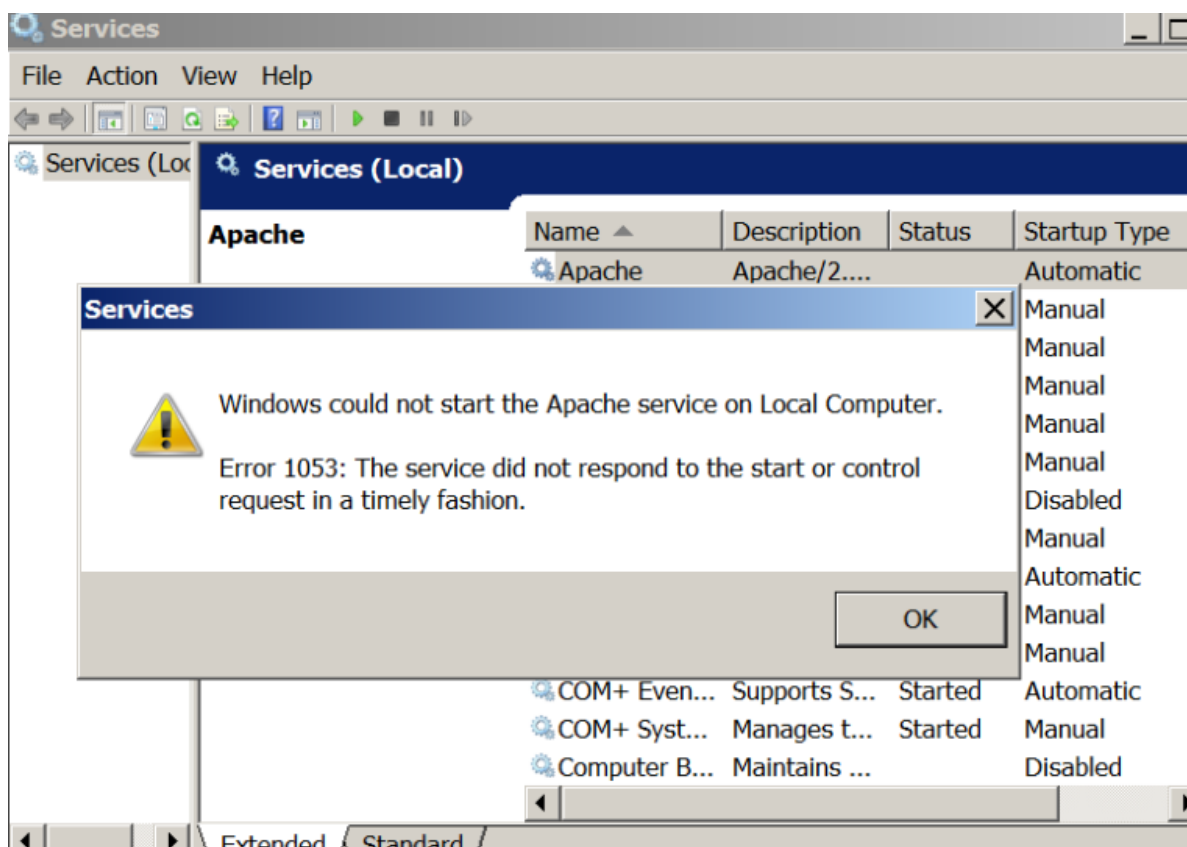 Services
File Action View Help
Services (Loc
Services (Local)
Apache
Name Description Status Startup Type
Apache Apache/2.... Automatic
Services
Manual
Manual
Manual
Manual
Manual
Disabled
Manual
Automatic
Manual
Manual
Windows could not start the Apache service on Local Computer.
Error 1053: The service did not respond to the start or control
request in a timely fashion.
OK
COM+ Even... Supports S... Started Automatic
COM+ Syst... Manages t... Started Manual
Computer B... Maintains ... Disabled
Extended Standard